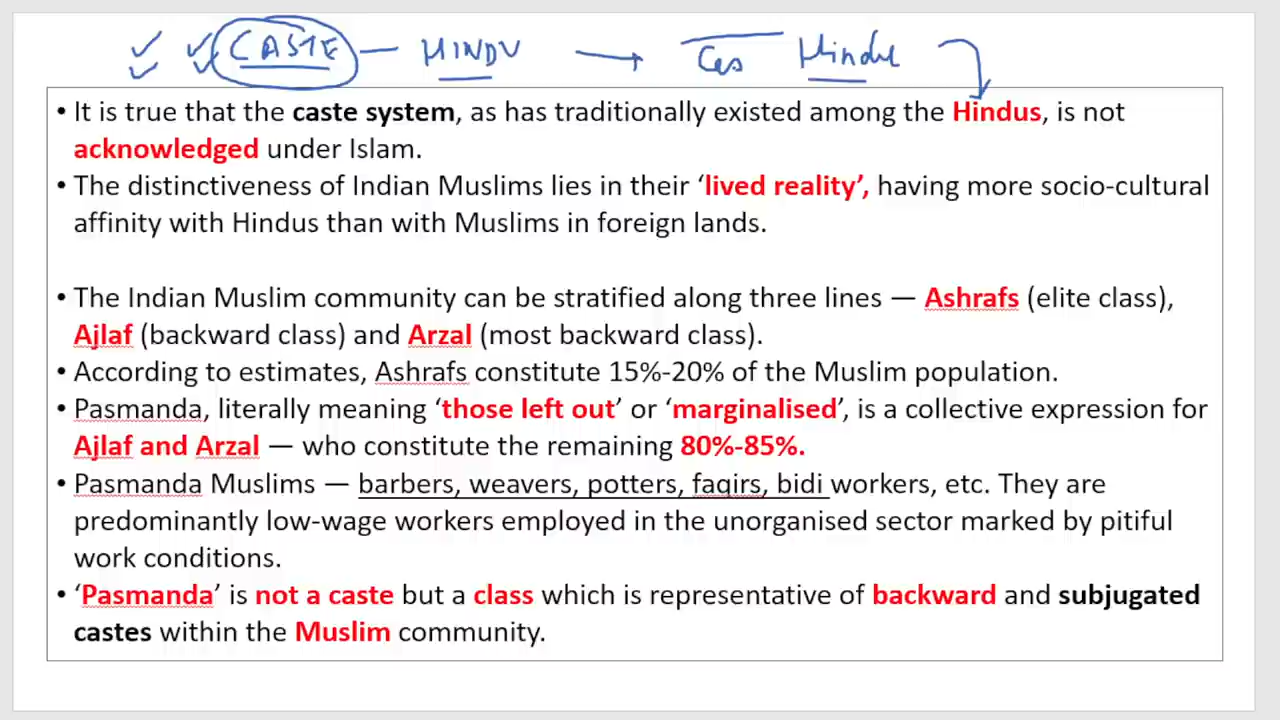 CASTE — HINDU → Hindu
• It is true that the caste system, as has traditionally existed among the Hindus, is not
acknowledged under Islam.
• The distinctiveness of Indian Muslims lies in their ‘lived reality’, having more socio-cultural
affinity with Hindus than with Muslims in foreign lands.
• The Indian Muslim community can be stratified along three lines — Ashrafs (elite class),
Ajlaf (backward class) and Arzal (most backward class).
• According to estimates, Ashrafs constitute 15%-20% of the Muslim population.
• Pasmanda, literally meaning ‘those left out’ or ‘marginalised’, is a collective expression for
Ajlaf and Arzal — who constitute the remaining 80%-85%.
• Pasmanda Muslims — barbers, weavers, potters, faqirs, bidi workers, etc. They are
predominantly low-wage workers employed in the unorganised sector marked by pitiful
work conditions.
• ‘Pasmanda’ is not a caste but a class which is representative of backward and subjugated
castes within the Muslim community.